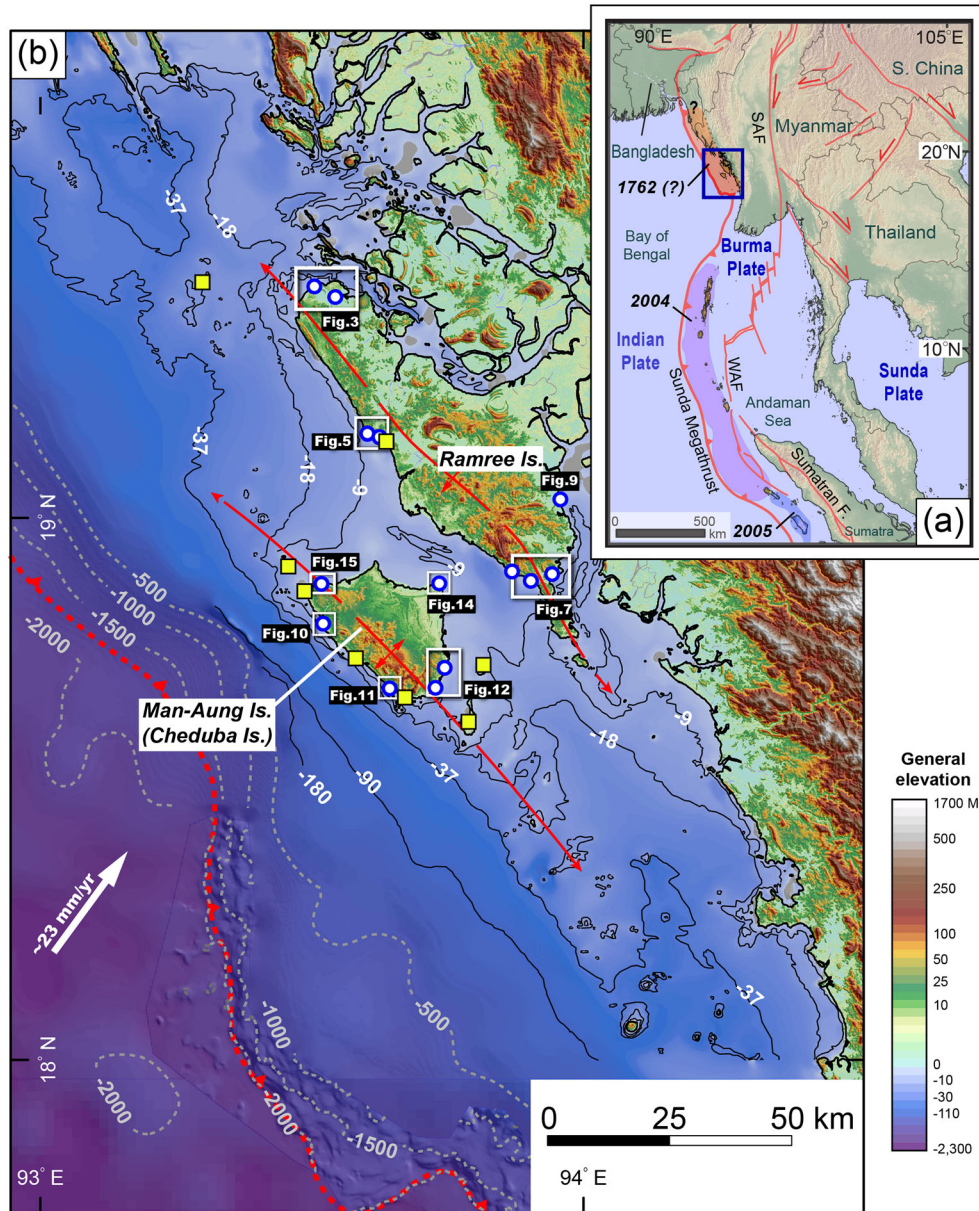 (b)
-37
-18
Fig.3
-37
Fig.5
-18
-9
Ramree Is.
Fig.9
19 N
-500
-1000
-1500
-2000
Fig.15
-9
Fig.14
Fig.7
Fig.10
Fig.11
Fig.12
Man-Aung Is.
(Cheduba Is.)
-9
-18
-37
-90
-180
~23 mm/yr
-37
-500
-1000
18° N
-2000
-2000
-1500
0 25 50 km
93° E
94° E
90°E
105°E
S. China
SAF
Myanmar
?
Bangladesh
20°N
1762 (?)
Thailand
Bay of
Bengal
Burma
Plate
2004
Indian
Plate
10°N
WAF
Sunda
Plate
Andaman
Sea
Sunda Megathrust
Sumatran F.
0 500
km
2005
Sumatra
(a)
General
elevation
1700 M
500
250
100
50
25
10
0
-10
-30
-110
-2,300